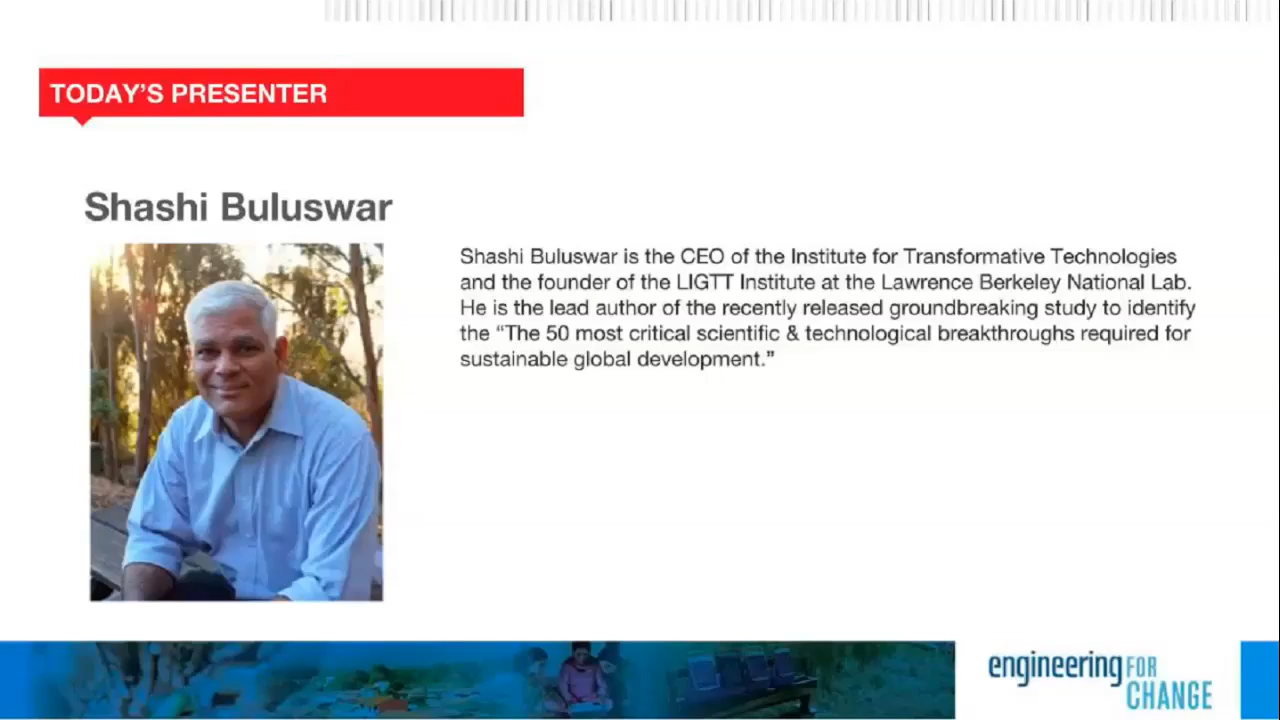 TODAY'S PRESENTER
Shashi Buluswar
Shashi Buluswar is the CEO of the Institute for Transformative Technologies
and the founder of the LIGTT Institute at the Lawrence Berkeley National Lab.
He is the lead author of the recently released groundbreaking study to identify
the “The 50 most critical scientific & technological breakthroughs required for
sustainable global development.”
engineering FOR
CHANGE